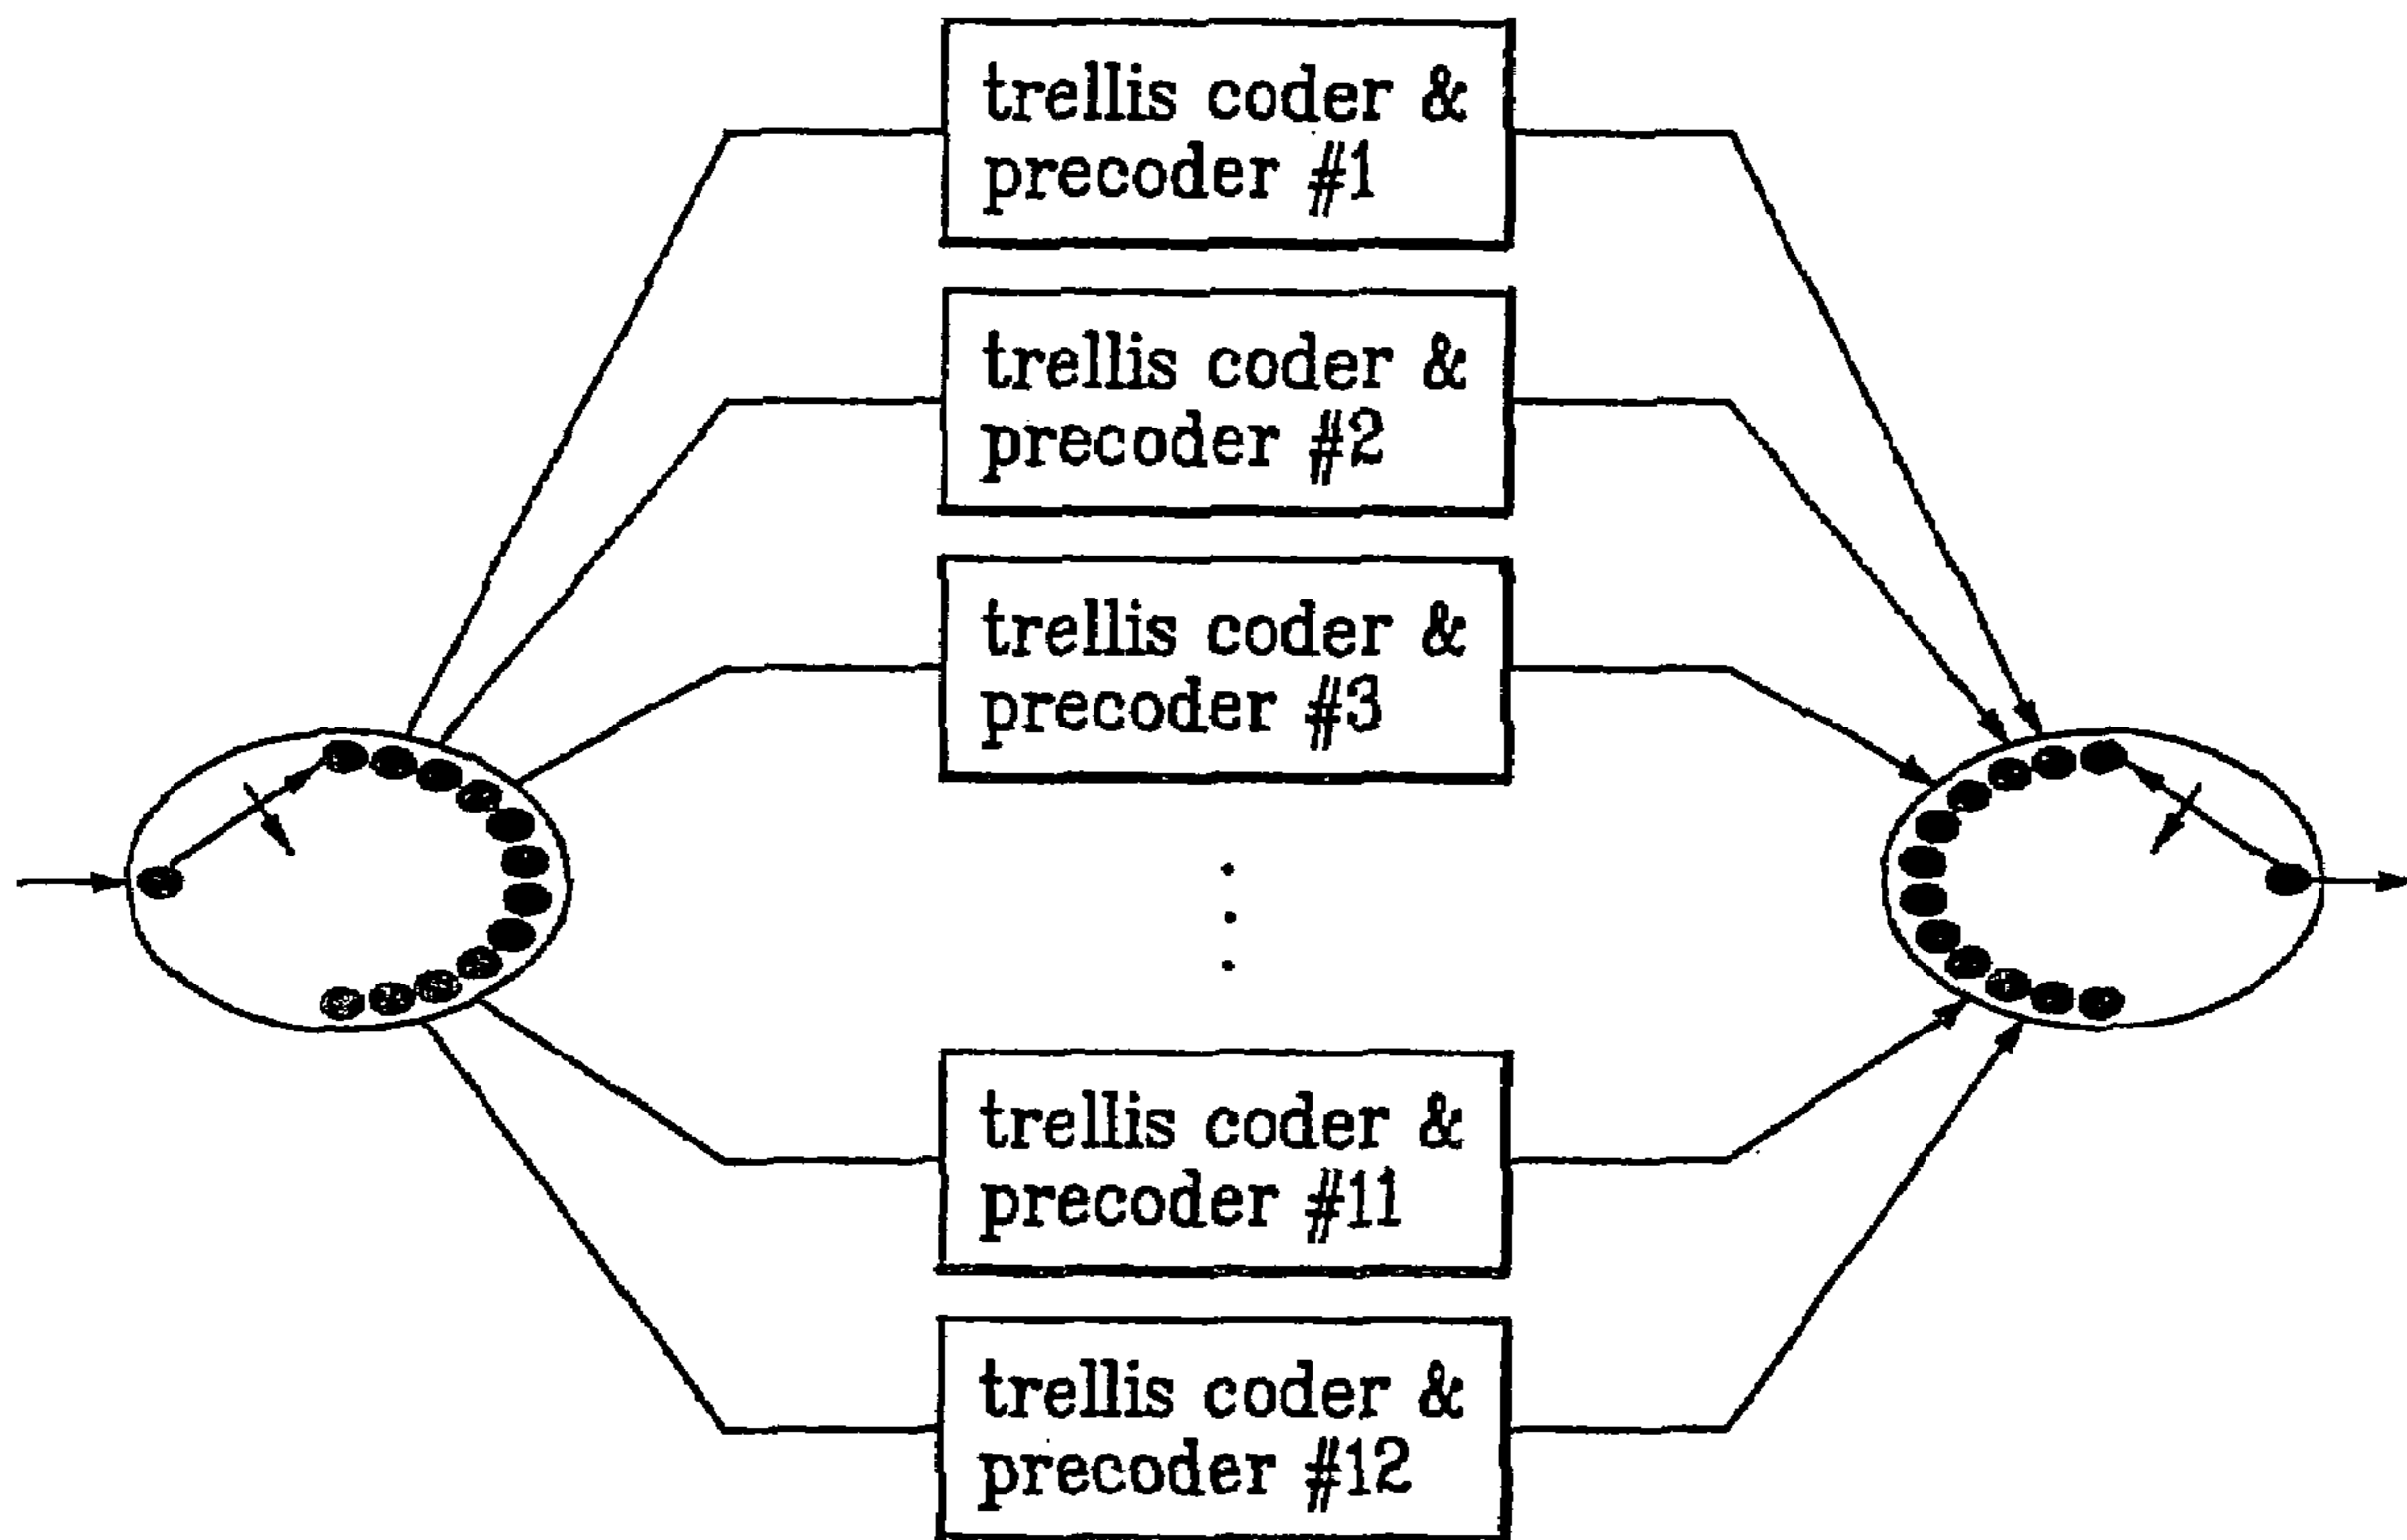 trellis coder &
precoder #1
trellis coder &
precoder #2
trellis coder &
precoder #3
trellis coder &
precoder #11
trellis coder &
precoder #12